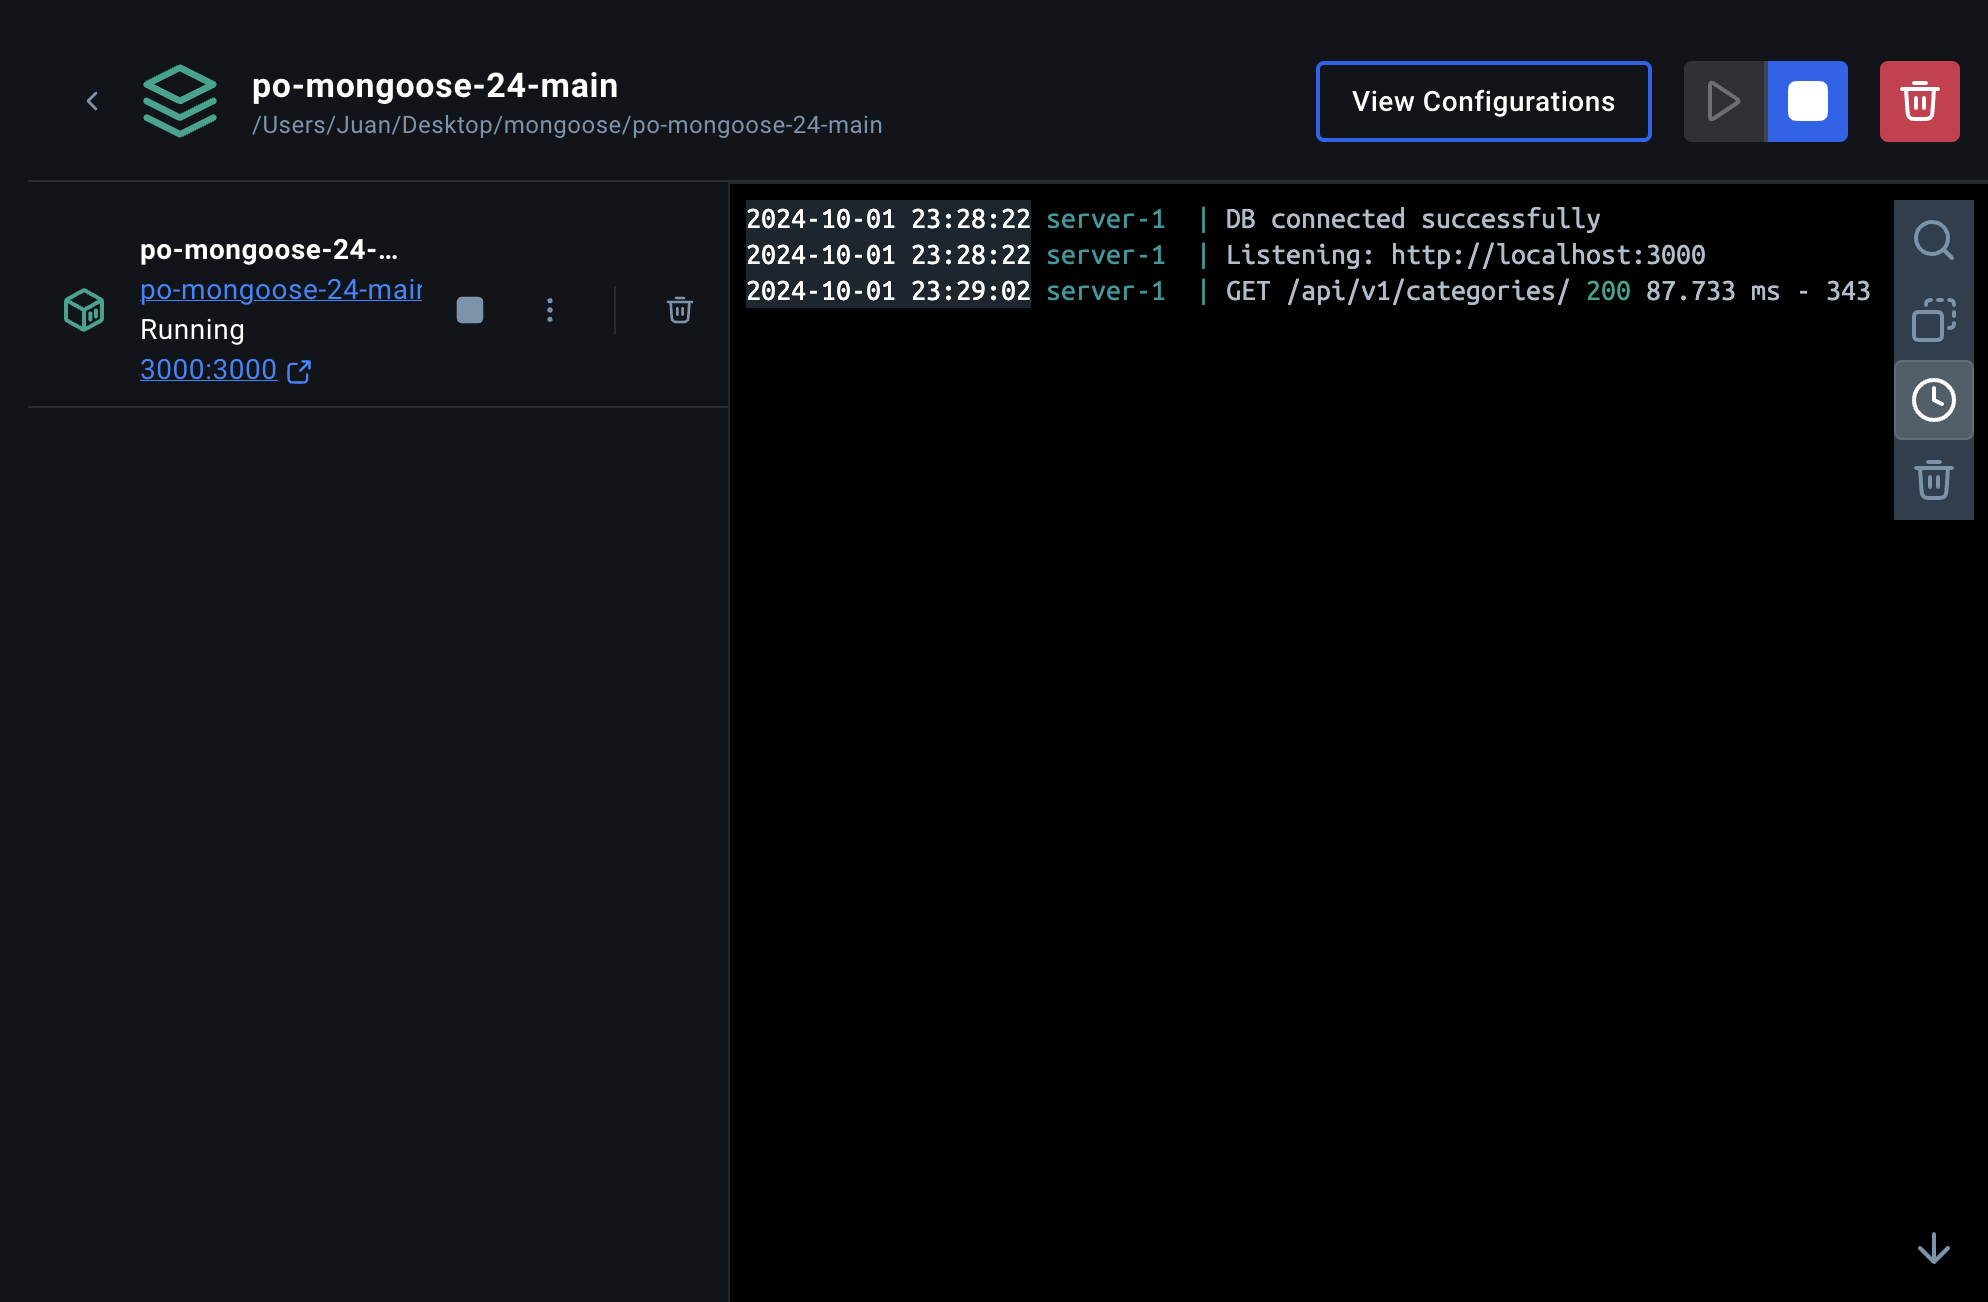 po-mongoose-24-main
/Users/Juan/Desktop/mongoose/po-mongoose-24-main
View Configurations
po-mongoose-24-...
po-mongoose-24-main
Running
3000:3000
2024-10-01 23:28:22 server-1 | DB connected successfully
2024-10-01 23:28:22 server-1 | Listening: http://localhost:3000
2024-10-01 23:29:02 server-1 | GET /api/v1/categories/ 200 87.733 ms - 343